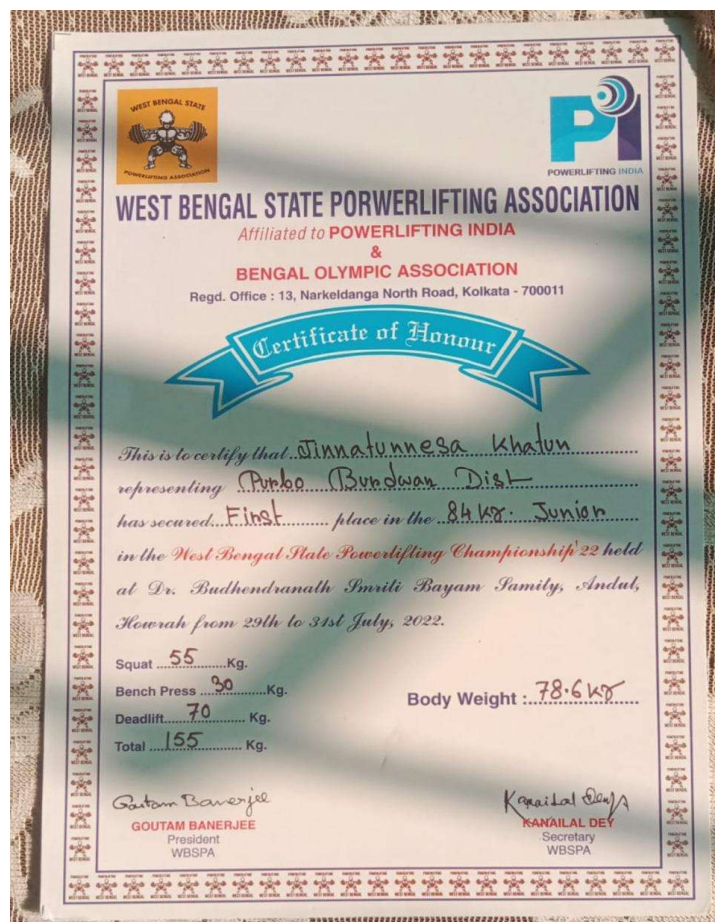 WEST BENGAL STATE
POWERLIFTING ASSOCIATION
POWERLIFTING INDIA
WEST BENGAL STATE PORWERLIFTING ASSOCIATION
Affiliated to POWERLIFTING INDIA
&
BENGAL OLYMPIC ASSOCIATION
Regd. Office : 13, Narkeldanga North Road, Kolkata - 700011
Certificate of Honour
This is to certify that Jinnatunnesa Khatun
representing Purbo Burdwan Dist
has secured First place in the 84 kg. Junior
in the West Bengal State Powerlifting Championship'22 held
at Dr. Budhendranath Smriti Bayam Samily, Andul,
Howrah from 29th to 31st July, 2022.
Squat 55 Kg.
Bench Press 30 Kg.
Deadlift 70 Kg.
Total 155 Kg.
Body Weight : 78.6 kg
Goutam Banerjee
GOUTAM BANERJEE
President
WBSPA
Kanailal Dey
KANAILAL DEY
Secretary
WBSPA